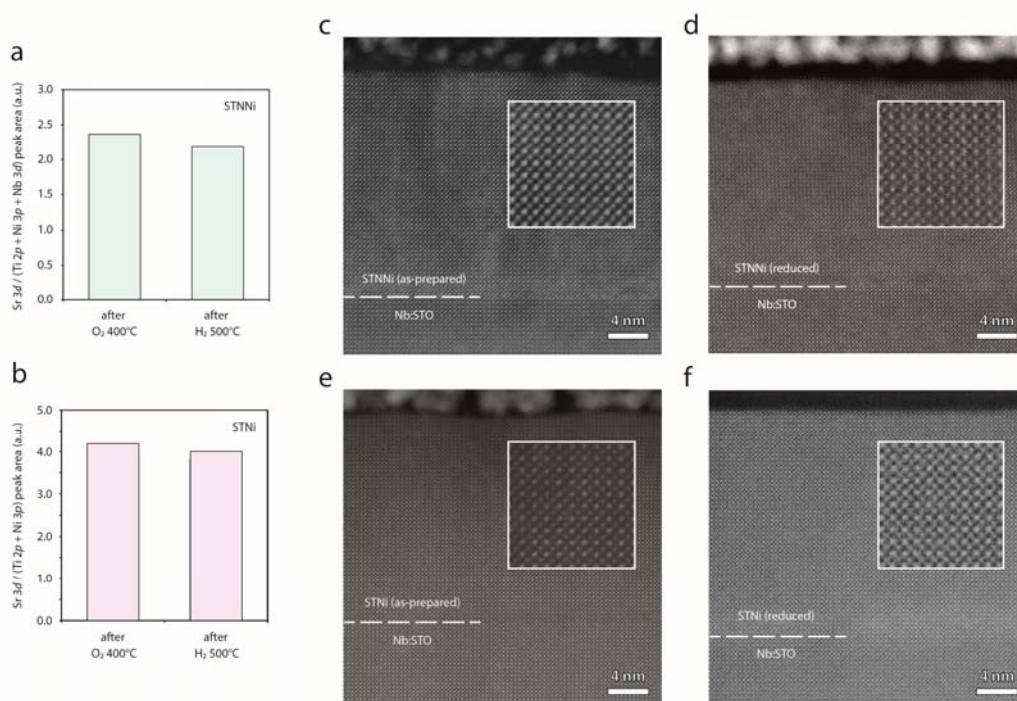 a
Sr 3d / (Ti 2p + Ni 3p + Nb 3d) peak area (a.u.)
3.0
2.5
2.0
1.5
1.0
0.5
0.0
STNNi
after
O₂ 400°C
after
H₂ 500°C
b
Sr 3d / (Ti 2p + Ni 3p) peak area (a.u.)
5.0
4.0
4.0
2.0
1.0
0.0
STNi
after
O₂ 400°C
after
H₂ 500°C
c
STNNi (as-prepared)
Nb:STO
4 nm
d
STNNi (reduced)
Nb:STO
4 nm
e
STNi (as-prepared)
Nb:STO
4 nm
f
STNi (reduced)
Nb:STO
4 nm